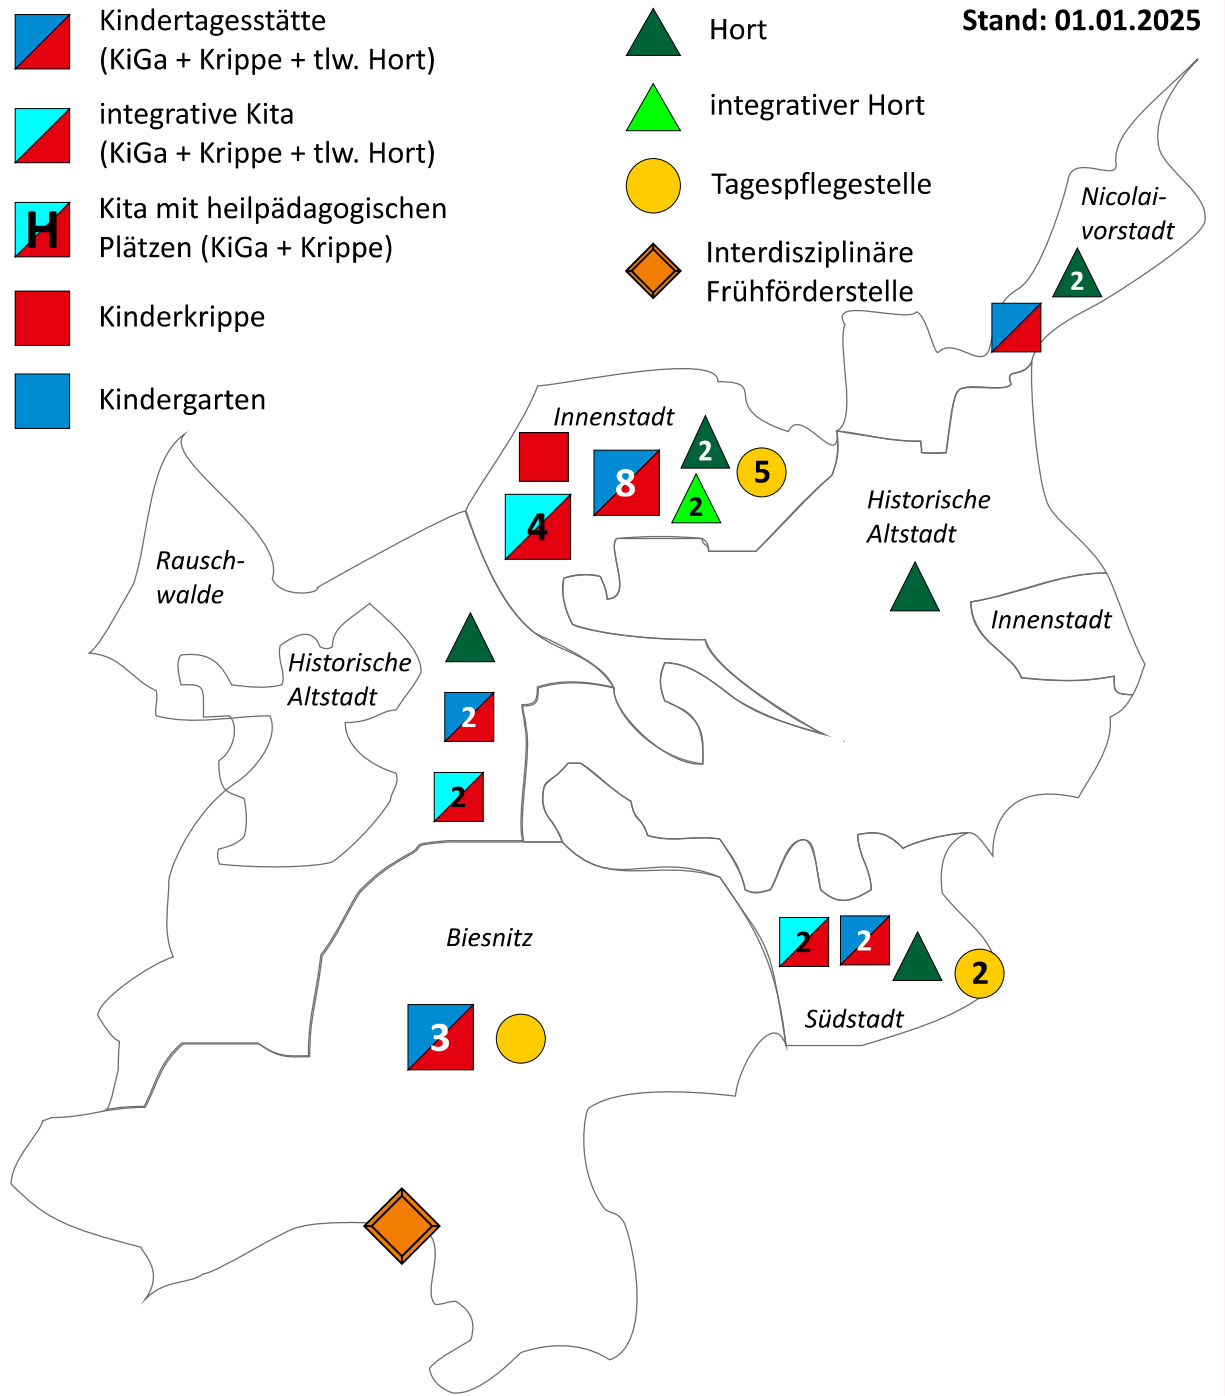 Kindertagesstätte
(KiGa + Krippe + tlw. Hort)
integrative Kita
(KiGa + Krippe + tlw. Hort)
H
Kita mit heilpädagogischen
Plätzen (KiGa + Krippe)
Kinderkrippe
Kindergarten
Hort
integrativer Hort
Tagespflegestelle
Interdisziplinäre
Frühförderstelle
Stand: 01.01.2025
Nicolai-
vorstadt
2
Innenstadt
2
5
8
2
4
Historische
Altstadt
Rausch-
walde
Innenstadt
Historische
Altstadt
2
2
Biesnitz
2
2
2
Südstadt
3